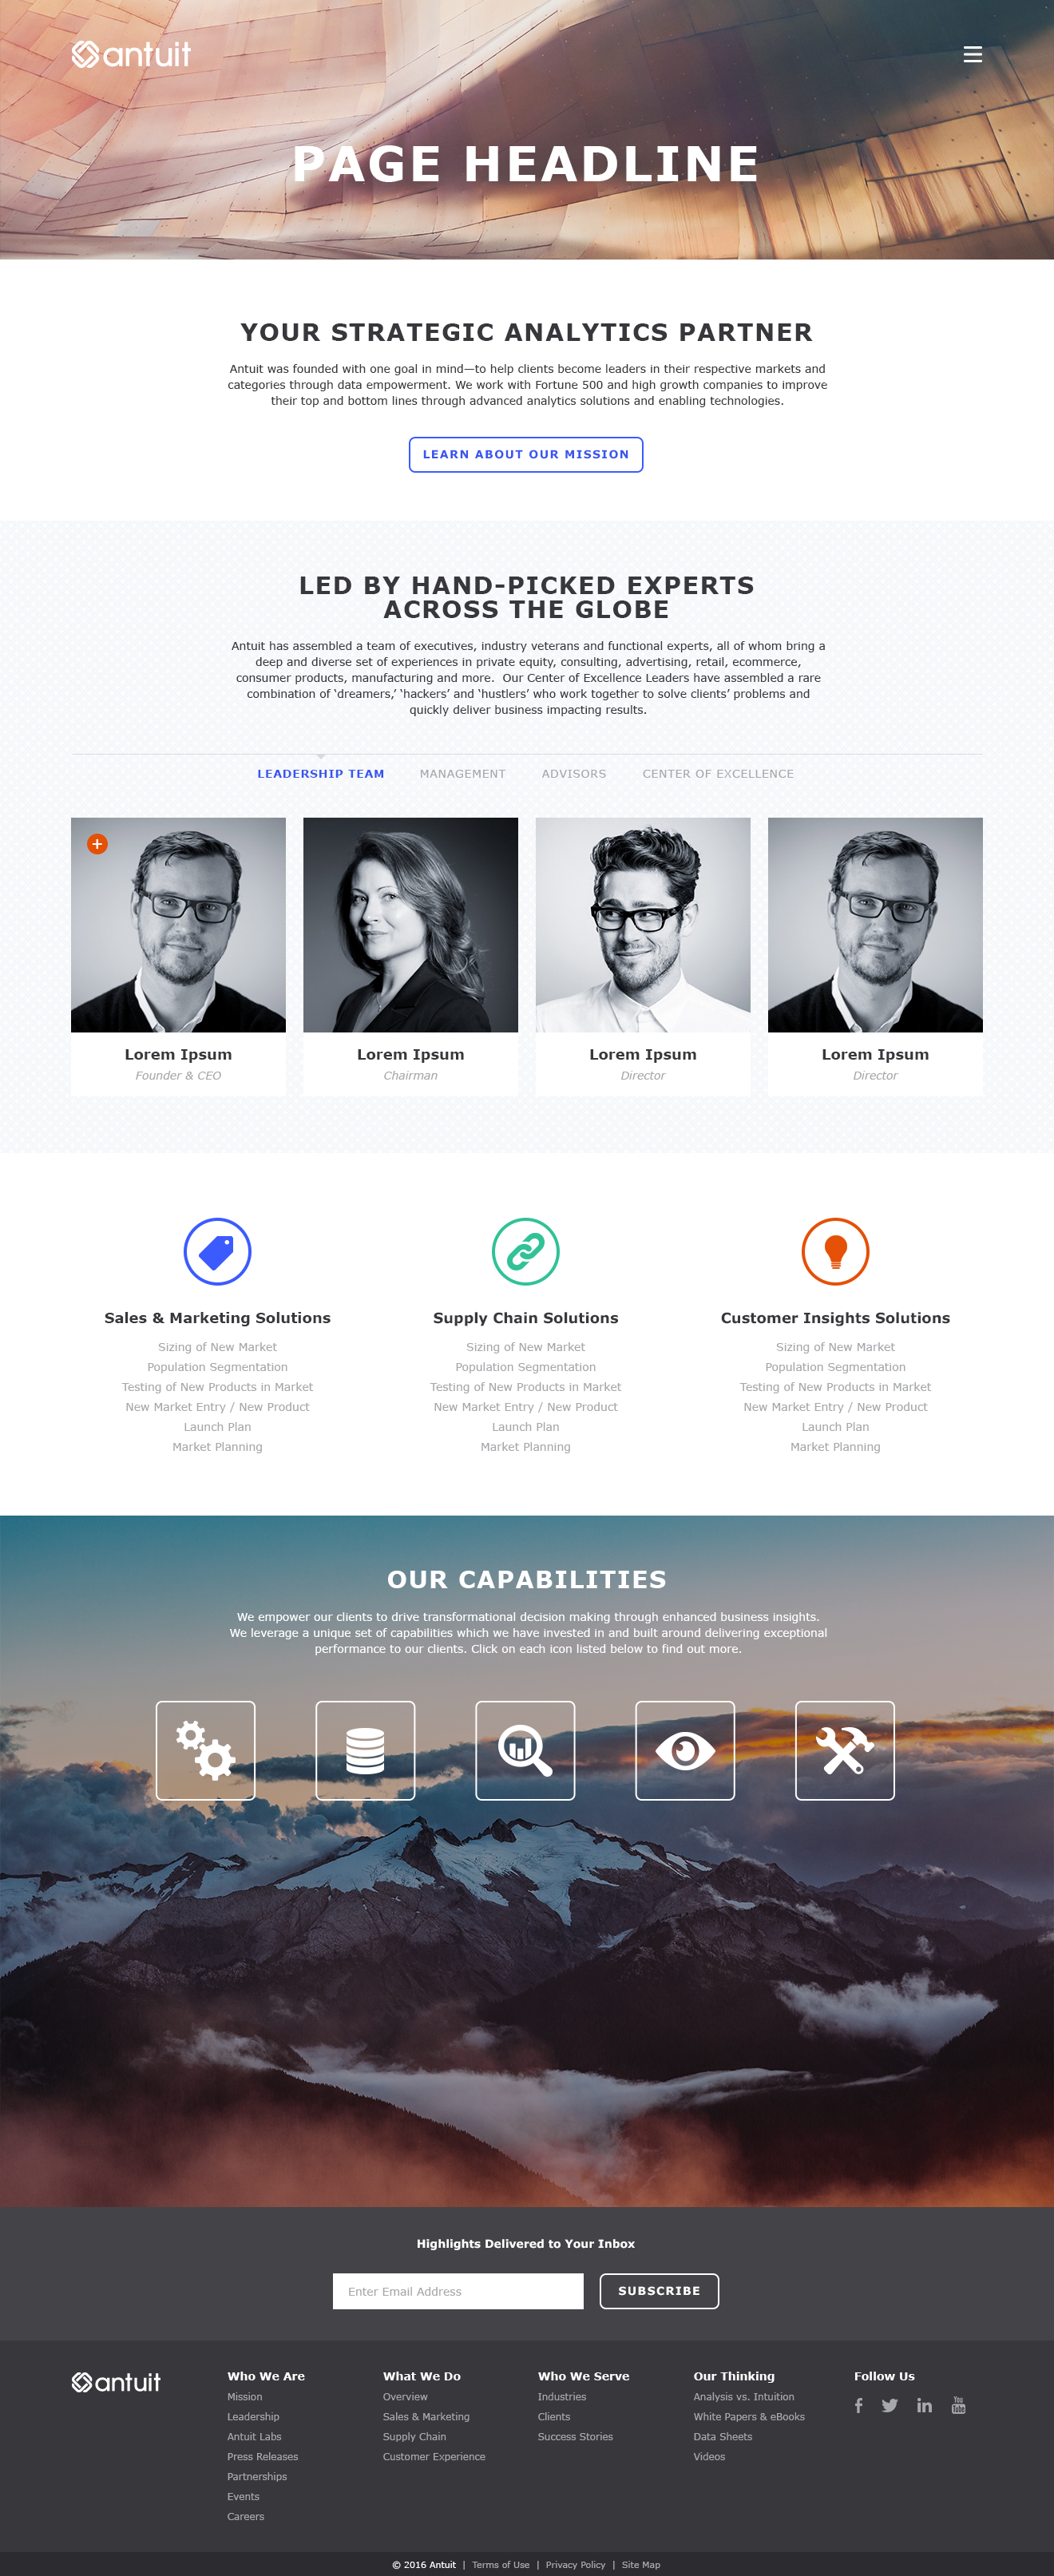 antuit
PAGE HEADLINE
YOUR STRATEGIC ANALYTICS PARTNER
Antuit was founded with one goal in mind—to help clients become leaders in their respective markets and
categories through data empowerment. We work with Fortune 500 and high growth companies to improve
their top and bottom lines through advanced analytics solutions and enabling technologies.
LEARN ABOUT OUR MISSION
LED BY HAND-PICKED EXPERTS
ACROSS THE GLOBE
Antuit has assembled a team of executives, industry veterans and functional experts, all of whom bring a
deep and diverse set of experiences in private equity, consulting, advertising, retail, ecommerce,
consumer products, manufacturing and more.  Our Center of Excellence Leaders have assembled a rare
combination of ‘dreamers,’ ‘hackers’ and ‘hustlers’ who work together to solve clients’ problems and
quickly deliver business impacting results.
LEADERSHIP TEAM MANAGEMENT ADVISORS CENTER OF EXCELLENCE
Lorem Ipsum
Founder & CEO
Lorem Ipsum
Chairman
Lorem Ipsum
Director
Lorem Ipsum
Director
Sales & Marketing Solutions
Sizing of New Market
Population Segmentation
Testing of New Products in Market
New Market Entry / New Product
Launch Plan
Market Planning
Supply Chain Solutions
Sizing of New Market
Population Segmentation
Testing of New Products in Market
New Market Entry / New Product
Launch Plan
Market Planning
Customer Insights Solutions
Sizing of New Market
Population Segmentation
Testing of New Products in Market
New Market Entry / New Product
Launch Plan
Market Planning
OUR CAPABILITIES
We empower our clients to drive transformational decision making through enhanced business insights.
We leverage a unique set of capabilities which we have invested in and built around delivering exceptional
performance to our clients. Click on each icon listed below to find out more.
Highlights Delivered to Your Inbox
Enter Email Address
SUBSCRIBE
antuit
Who We Are
Mission
Leadership
Antuit Labs
Press Releases
Partnerships
Events
Careers
What We Do
Overview
Sales & Marketing
Supply Chain
Customer Experience
Who We Serve
Industries
Clients
Success Stories
Our Thinking
Analysis vs. Intuition
White Papers & eBooks
Data Sheets
Videos
Follow Us
You
Tube
© 2016 Antuit | Terms of Use | Privacy Policy | Site Map